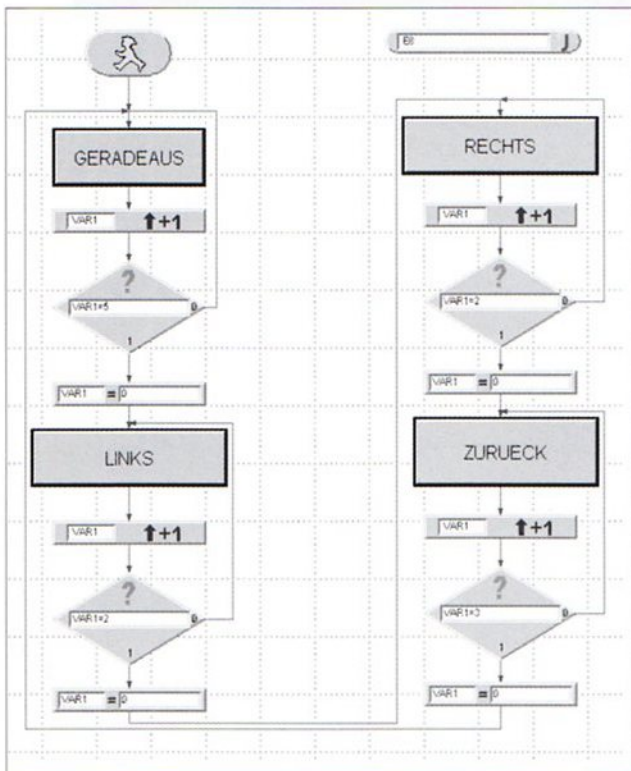 GERADEAUS
VAR1 +1
?
VAR1=5 0
1
VAR1 = 0
LINKS
VAR1 +1
?
VAR1=2 0
1
VAR1 = 0
RECHTS
VAR1 +1
?
VAR1=2 0
1
VAR1 = 0
ZURUECK
VAR1 +1
?
VAR1=3 0
1
VAR1 = 0